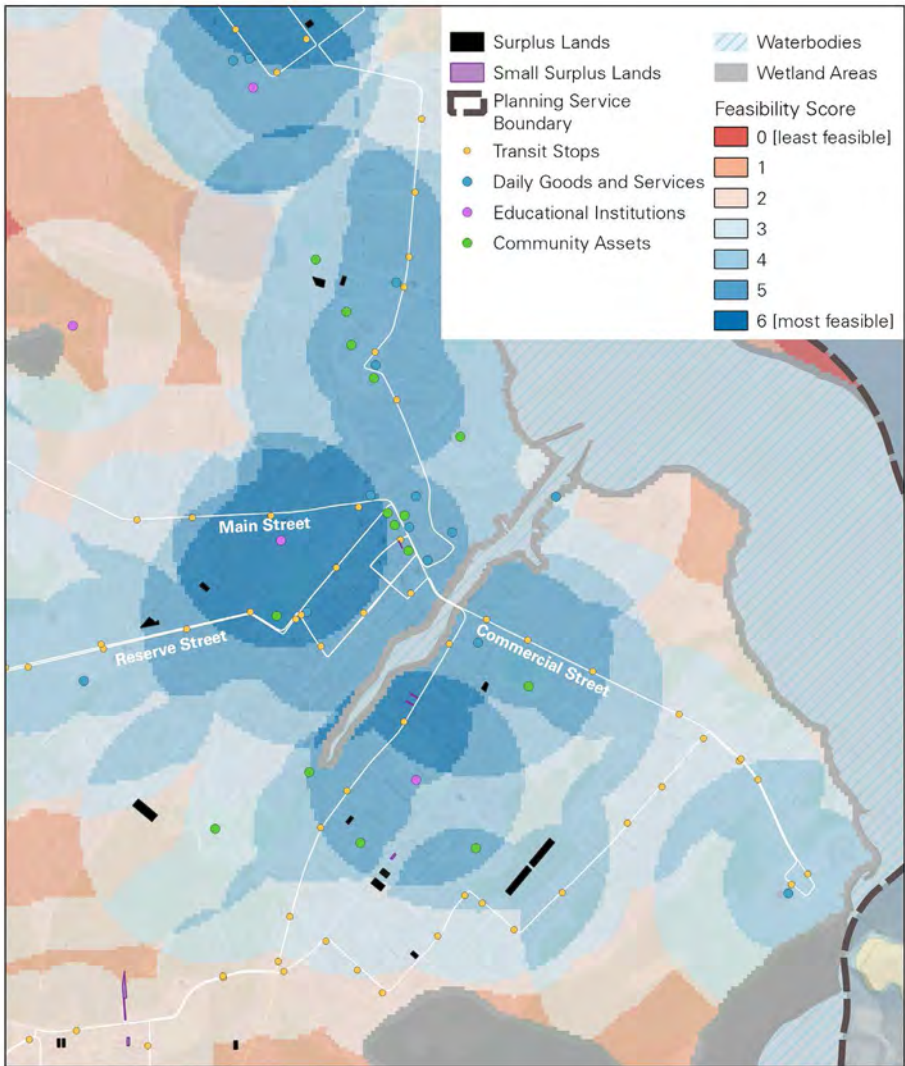 Surplus Lands
Small Surplus Lands
Planning Service
Boundary
Transit Stops
Daily Goods and Services
Educational Institutions
Community Assets
Waterbodies
Wetland Areas
Feasibility Score
0 [least feasible]
1
2
3
4
5
6 [most feasible]
Main Street
Reserve Street
Commercial Street